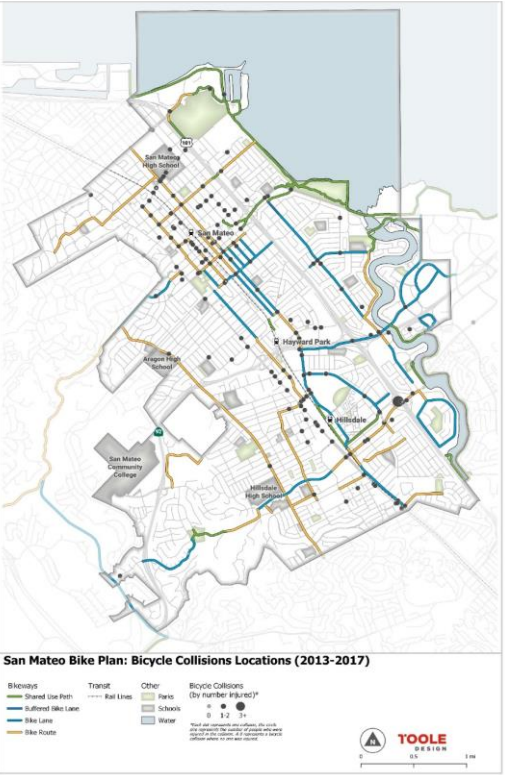 101
San Mateo
High School
San Mateo
Hayward Park
Aragon High
School
Hillsdale
San Mateo
Community
College
Hillsdale
High School
San Mateo Bike Plan: Bicycle Collisions Locations (2013-2017)
Bikeways
Shared Use Path
Buffered Bike Lane
Bike Lane
Bike Route
Transit
Rail Lines
Other
Parks
Schools
Water
Bicycle Collisions
(by number injured)*
0 1-2 3+
N
TOOLE
DESIGN
0 0.5 1 mi